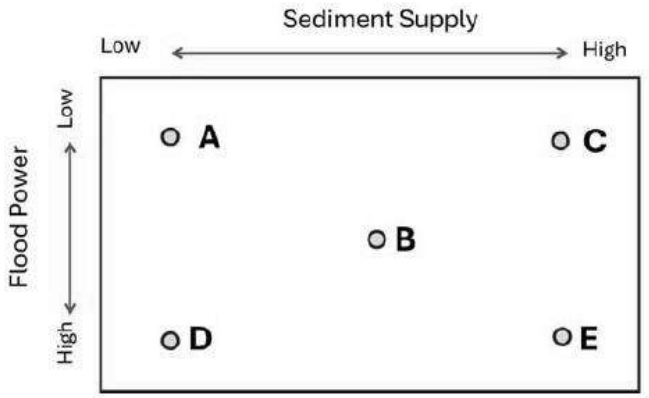 Sediment Supply
Low
High
Low
Flood Power
High
A
C
B
D
E